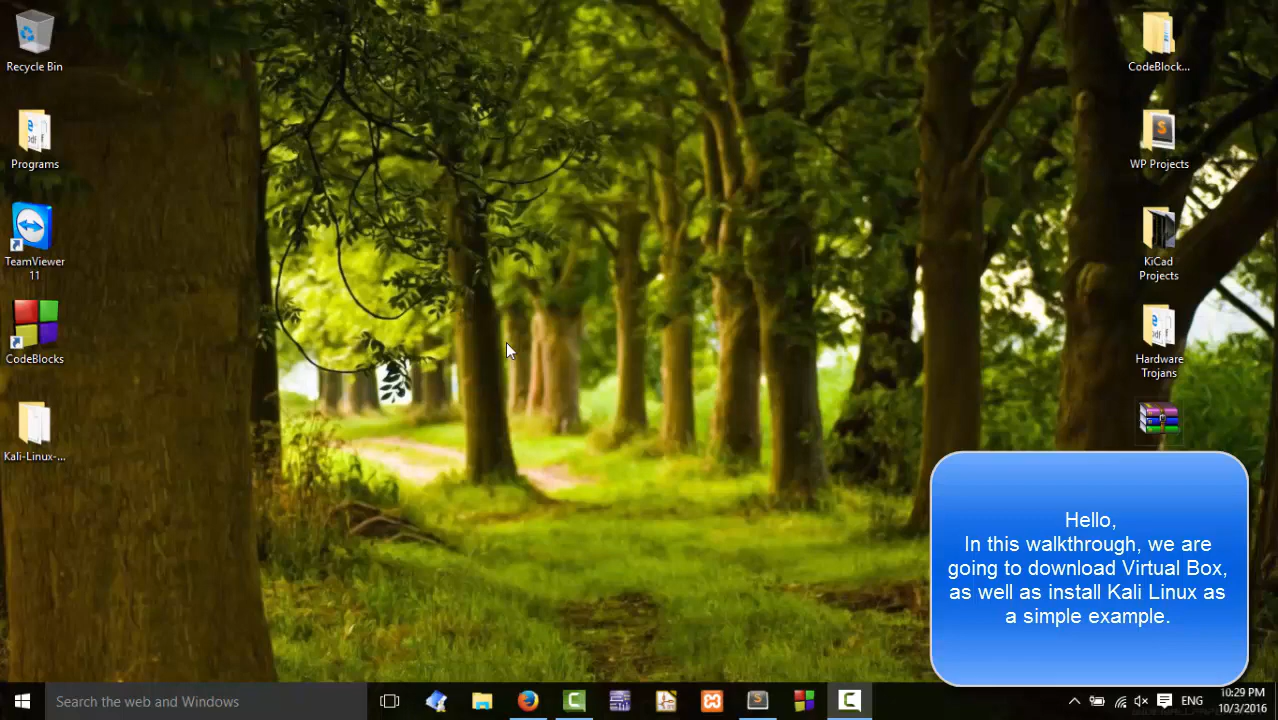 Recycle Bin
Programs
TeamViewer
11
CodeBlocks
Kali-Linux-...
CodeBlock...
WP Projects
KiCad
Projects
Hardware
Trojans
Hello,
In this walkthrough, we are
going to download Virtual Box,
as well as install Kali Linux as
a simple example.
Search the web and Windows
ENG
10:29 PM
10/3/2016